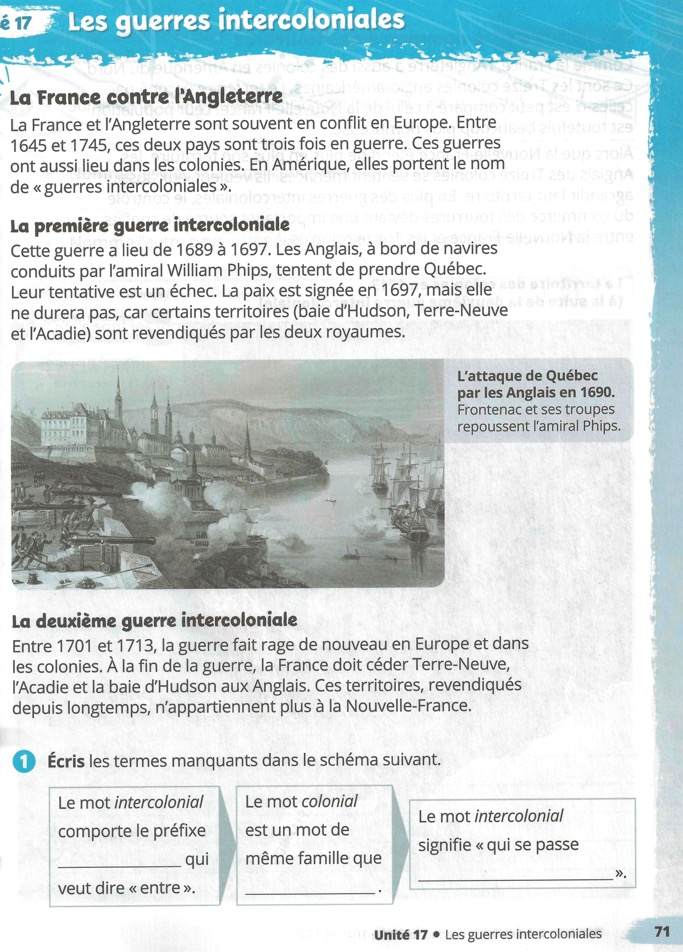 é 17
Les guerres intercoloniales
La France contre l'Angleterre
La France et l'Angleterre sont souvent en conflit en Europe. Entre
1645 et 1745, ces deux pays sont trois fois en guerre. Ces guerres
ont aussi lieu dans les colonies. En Amérique, elles portent le nom
de « guerres intercoloniales ».
La première guerre intercoloniale
Cette guerre a lieu de 1689 à 1697. Les Anglais, à bord de navires
conduits par l'amiral William Phips, tentent de prendre Québec.
Leur tentative est un échec. La paix est signée en 1697, mais elle
ne durera pas, car certains territoires (baie d'Hudson, Terre-Neuve
et l'Acadie) sont revendiqués par les deux royaumes.
L'attaque de Québec
par les Anglais en 1690.
Frontenac et ses troupes
repoussent l'amiral Phips.
La deuxième guerre intercoloniale
Entre 1701 et 1713, la guerre fait rage de nouveau en Europe et dans
les colonies. À la fin de la guerre, la France doit céder Terre-Neuve,
l'Acadie et la baie d'Hudson aux Anglais. Ces territoires, revendiqués
depuis longtemps, n'appartiennent plus à la Nouvelle-France.
1 Écris les termes manquants dans le schéma suivant.
Le mot intercolonial
comporte le préfixe
____________ qui
veut dire « entre ».
Le mot colonial
est un mot de
même famille que
____________ .
Le mot intercolonial
signifie « qui se passe
____________ ».
Unité 17 • Les guerres intercoloniales 71